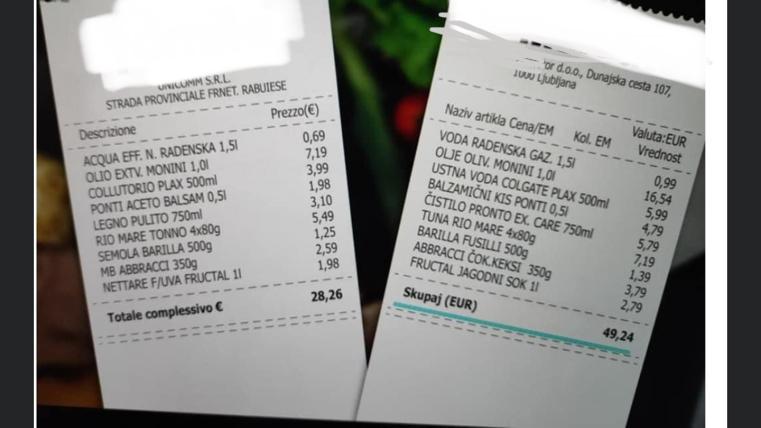 UNICOMM S.R.L.
STRADA PROVINCIALE FRNET. RABUIESE
Descrizione Prezzo(€)
ACQUA EFF. N. RADENSKA 1,5l 0,69
OLIO EXTV. MONINI 1,0l 7,19
COLLUTORIO PLAX 500ml 3,99
PONTI ACETO BALSAM 0,5l 1,98
LEGNO PULITO 750ml 3,10
RIO MARE TONNO 4x80g 5,49
SEMOLA BARILLA 500g 1,25
MB ABBRACCI 350g 2,59
NETTARE F/UVA FRUCTAL 1l 1,98
Totale complessivo € 28,26
d.o.o., Dunajska cesta 107,
1000 Ljubljana
Valuta:EUR
Naziv artikla Cena/EM Kol. EM Vrednost
VODA RADENSKA GAZ. 1,5l 0,99
OLJE OLIV. MONINI 1,0l 16,54
USTNA VODA COLGATE PLAX 500ml 5,99
BALZAMIČNI KIS PONTI 0,5l 4,79
ČISTILO PRONTO EX. CARE 750ml 5,79
TUNA RIO MARE 4x80g 7,19
BARILLA FUSILLI 500g 1,39
ABBRACCI ČOK.KEKSI 350g 3,79
FRUCTAL JAGODNI SOK 1l 2,79
Skupaj (EUR) 49,24